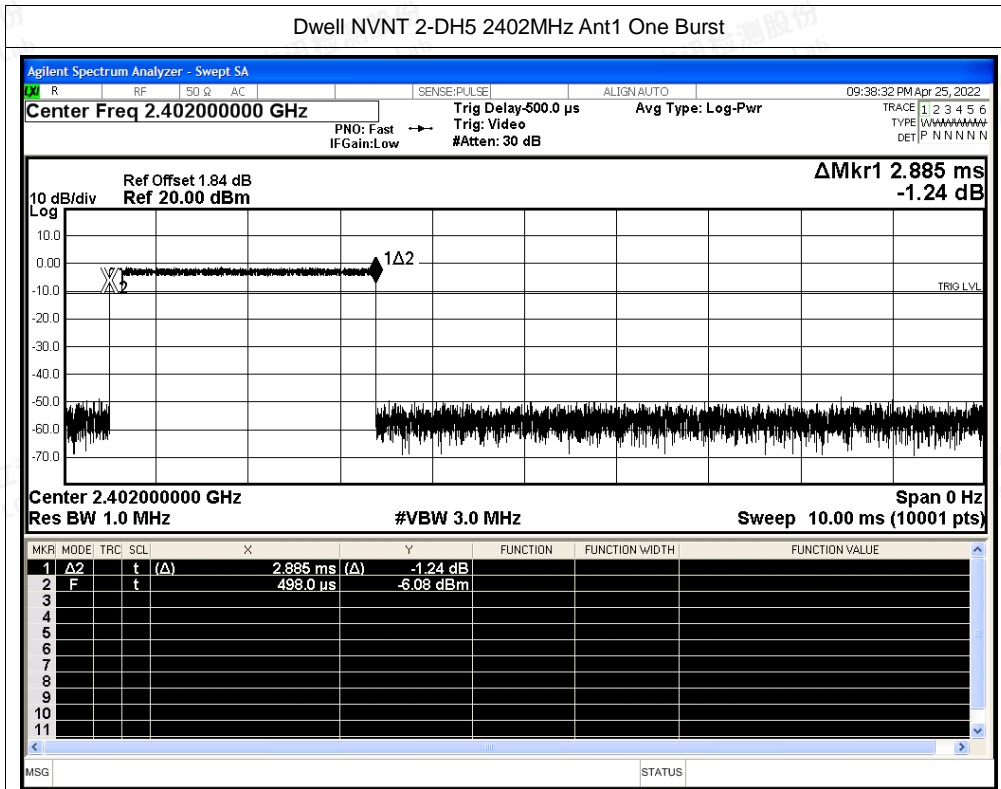 Dwell NVNT 2-DH5 2402MHz Ant1 One Burst
Agilent Spectrum Analyzer - Swept SA
LXI R RF 50 Ω AC SENSE:PULSE ALIGN AUTO 09:38:32 PM Apr 25, 2022
Center Freq 2.402000000 GHz Trig Delay-500.0 µs Avg Type: Log-Pwr TRACE 1 2 3 4 5 6
PNO: Fast Trig: Video TYPE
IFGain:Low #Atten: 30 dB DET P N N N N N
ΔMkr1 2.885 ms
Ref Offset 1.84 dB
10 dB/div Ref 20.00 dBm -1.24 dB
Log
10.0
0.00
1Δ2
-10.0
2
TRIG LVL
-20.0
-30.0
-40.0
-50.0
-60.0
-70.0
Center 2.402000000 GHz Span 0 Hz
Res BW 1.0 MHz #VBW 3.0 MHz Sweep 10.00 ms (10001 pts)
MKR MODE TRC SCL X Y FUNCTION FUNCTION WIDTH FUNCTION VALUE
1 Δ2 t (Δ) 2.885 ms (Δ) -1.24 dB
2 F t 498.0 µs -6.08 dBm
3
4
5
6
7
8
9
10
11
MSG STATUS